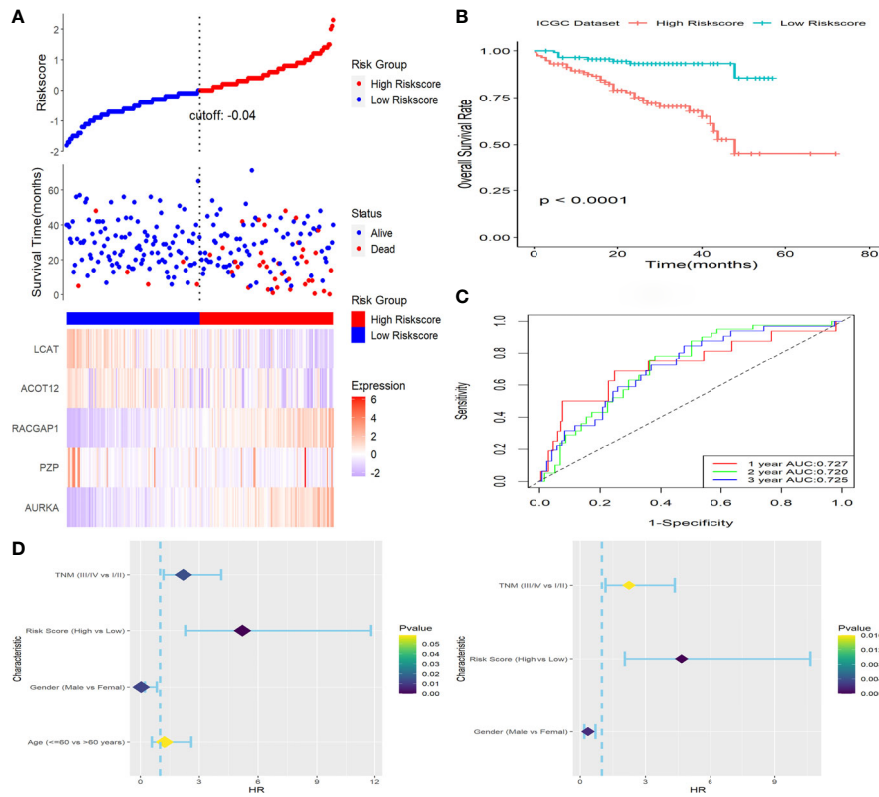 A
Riskscore
2
1
0
-1
-2
cutoff: -0.04
Risk Group
High Riskscore
Low Riskscore
Survival Time(months)
60
40
20
0
Status
Alive
Dead
Risk Group
High Riskscore
Low Riskscore
LCAT
ACOT12
RACGAP1
PZP
AURKA
Expression
6
4
2
0
-2
B
ICGC Dataset High Riskscore Low Riskscore
Overall Survival Rate
1.00
0.75
0.50
0.25
0.00
p < 0.0001
0 20 40 60 80
Time(months)
C
Sensitivity
1.0
0.8
0.6
0.4
0.2
0.0
1 year AUC:0.727
2 year AUC:0.720
3 year AUC:0.725
0.0 0.2 0.4 0.6 0.8 1.0
1-Specificity
D
Characteristic
TNM (III/IV vs I/II)
Risk Score (High vs Low)
Gender (Male vs Femal)
Age (<=60 vs >60 years)
0 3 6 9 12
HR
Pvalue
0.05
0.04
0.03
0.02
0.01
0.00
Characteristic
TNM (III/IV vs I/II)
Risk Score (High vs Low)
Gender (Male vs Femal)
0 3 6 9
HR
Pvalue